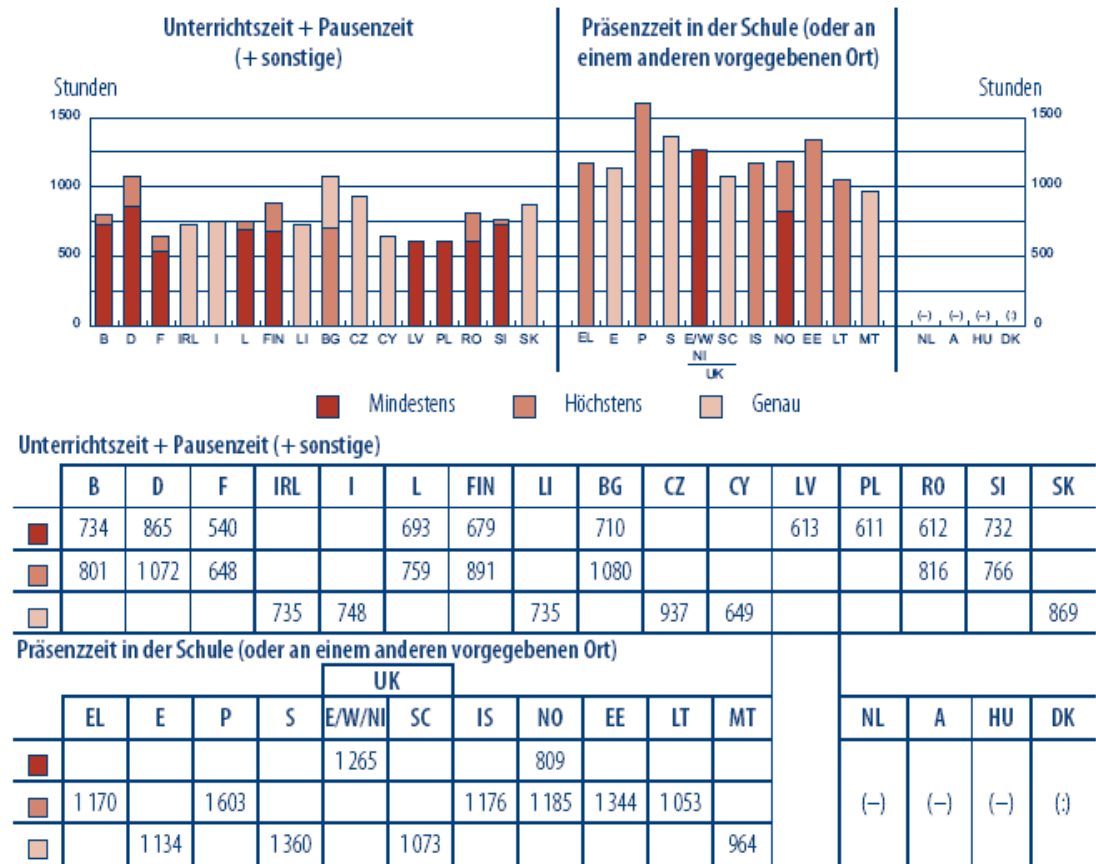 Unterrichtszeit + Pausenzeit
(+ sonstige)
Präsenzzeit in der Schule (oder an
einem anderen vorgegebenen Ort)
Stunden
Stunden
1500
1000
500
0
1500
1000
500
0
B D F IRL I L FIN LI BG CZ CY LV PL RO SI SK
EL E P S E/W/ SC IS NO EE LT MT
NI
UK
(–) (–) (–) (:)
NL A HU DK
Mindestens Höchstens Genau
Unterrichtszeit + Pausenzeit (+ sonstige)
B D F IRL I L FIN LI BG CZ CY LV PL RO SI SK
734 865 540 693 679 710 613 611 612 732
801 1 072 648 759 891 1 080 816 766
735 748 735 937 649 869
Präsenzzeit in der Schule (oder an einem anderen vorgegebenen Ort)
UK
EL E P S E/W/NI SC IS NO EE LT MT NL A HU DK
1 265 809
1 170 1 603 1 176 1 185 1 344 1 053 (–) (–) (–) (:)
1 134 1 360 1 073 964